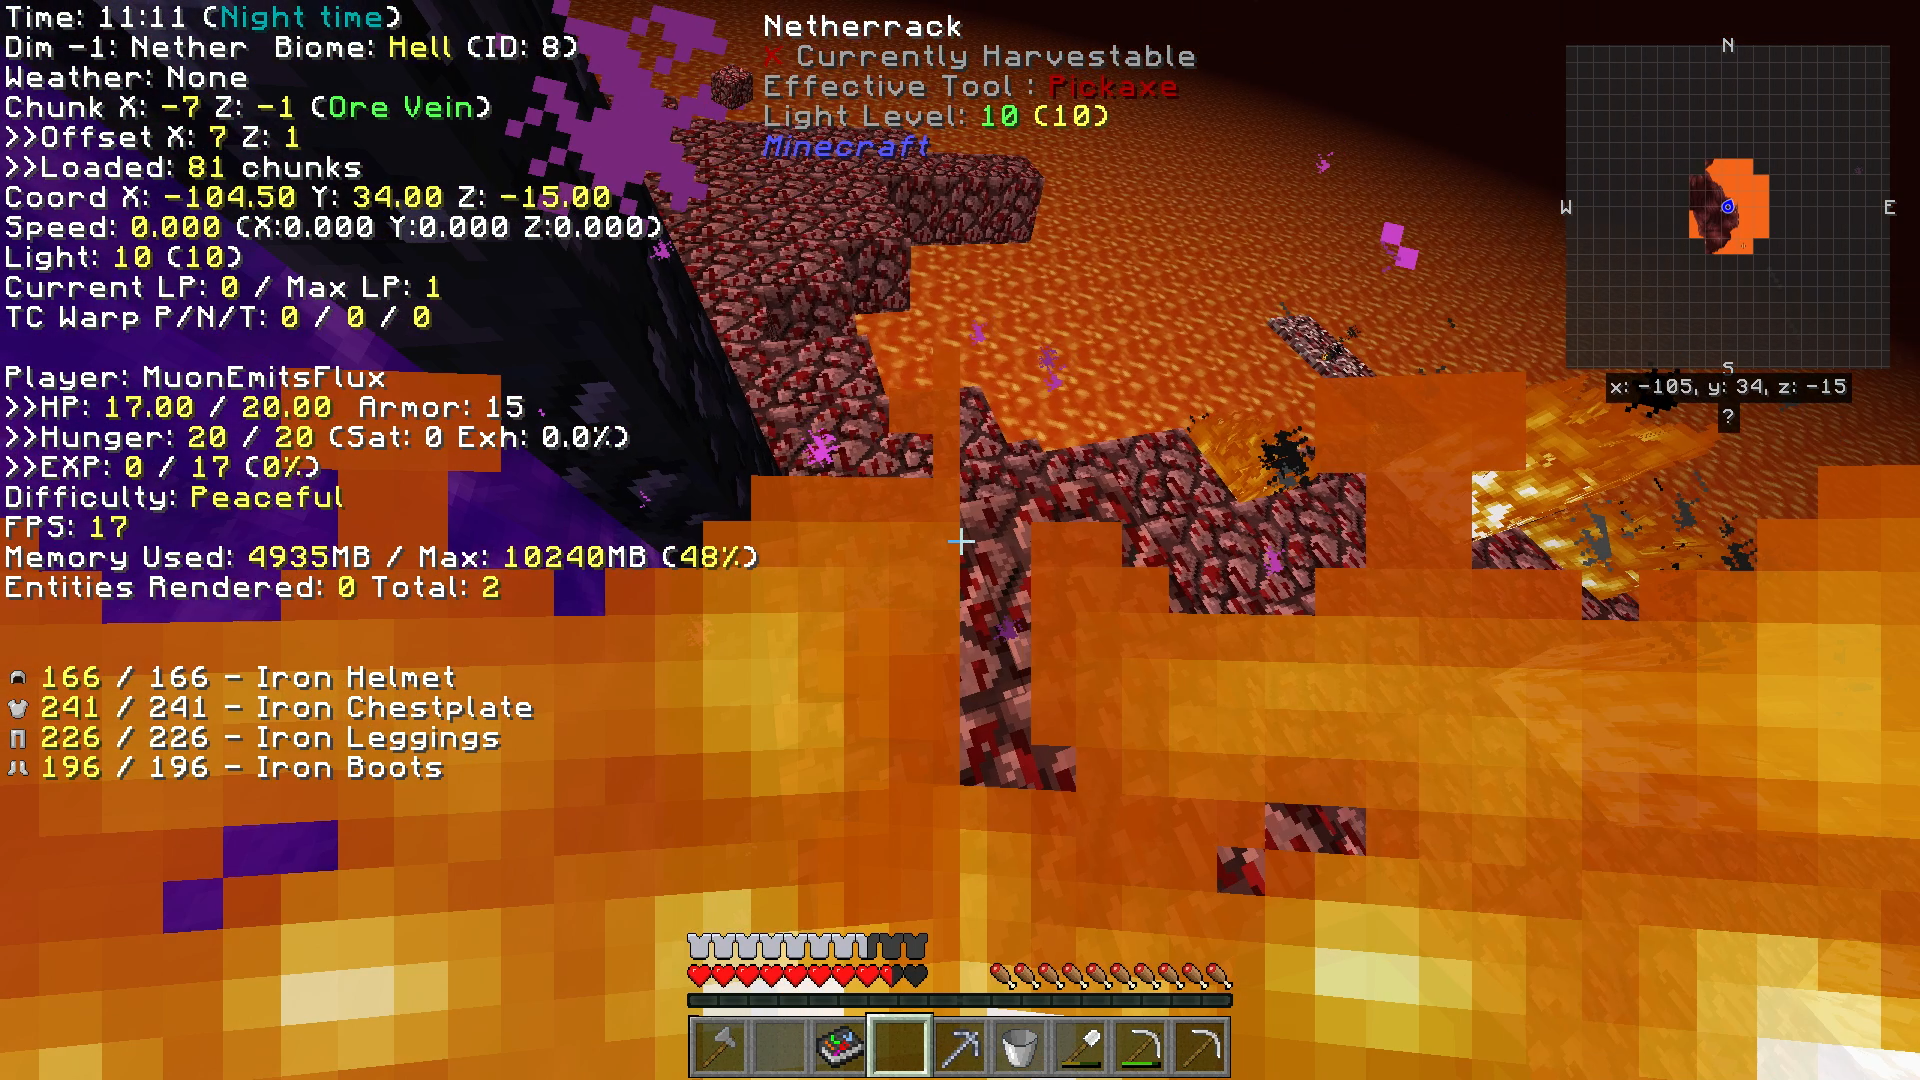 Time: 11:11 (Night time)
Dim -1: Nether Biome: Hell (ID: 8)
Weather: None
Chunk X: -7 Z: -1 (Ore Vein)
>>Offset X: 7 Z: 1
>>Loaded: 81 chunks
Coord X: -104.50 Y: 34.00 Z: -15.00
Speed: 0.000 (X:0.000 Y:0.000 Z:0.000)
Light: 10 (10)
Current LP: 0 / Max LP: 1
TC Warp P/N/T: 0 / 0 / 0
Player: MuonEmitsFlux
>>HP: 17.00 / 20.00 Armor: 15
>>Hunger: 20 / 20 (Sat: 0 Exh: 0.0%)
>>EXP: 0 / 17 (0%)
Difficulty: Peaceful
FPS: 17
Memory Used: 4935MB / Max: 10240MB (48%)
Entities Rendered: 0 Total: 2
166 / 166 - Iron Helmet
241 / 241 - Iron Chestplate
226 / 226 - Iron Leggings
196 / 196 - Iron Boots
Netherrack
X Currently Harvestable
Effective Tool : Pickaxe
Light Level: 10 (10)
Minecraft
N
W
E
S
x: -105, y: 34, z: -15
?